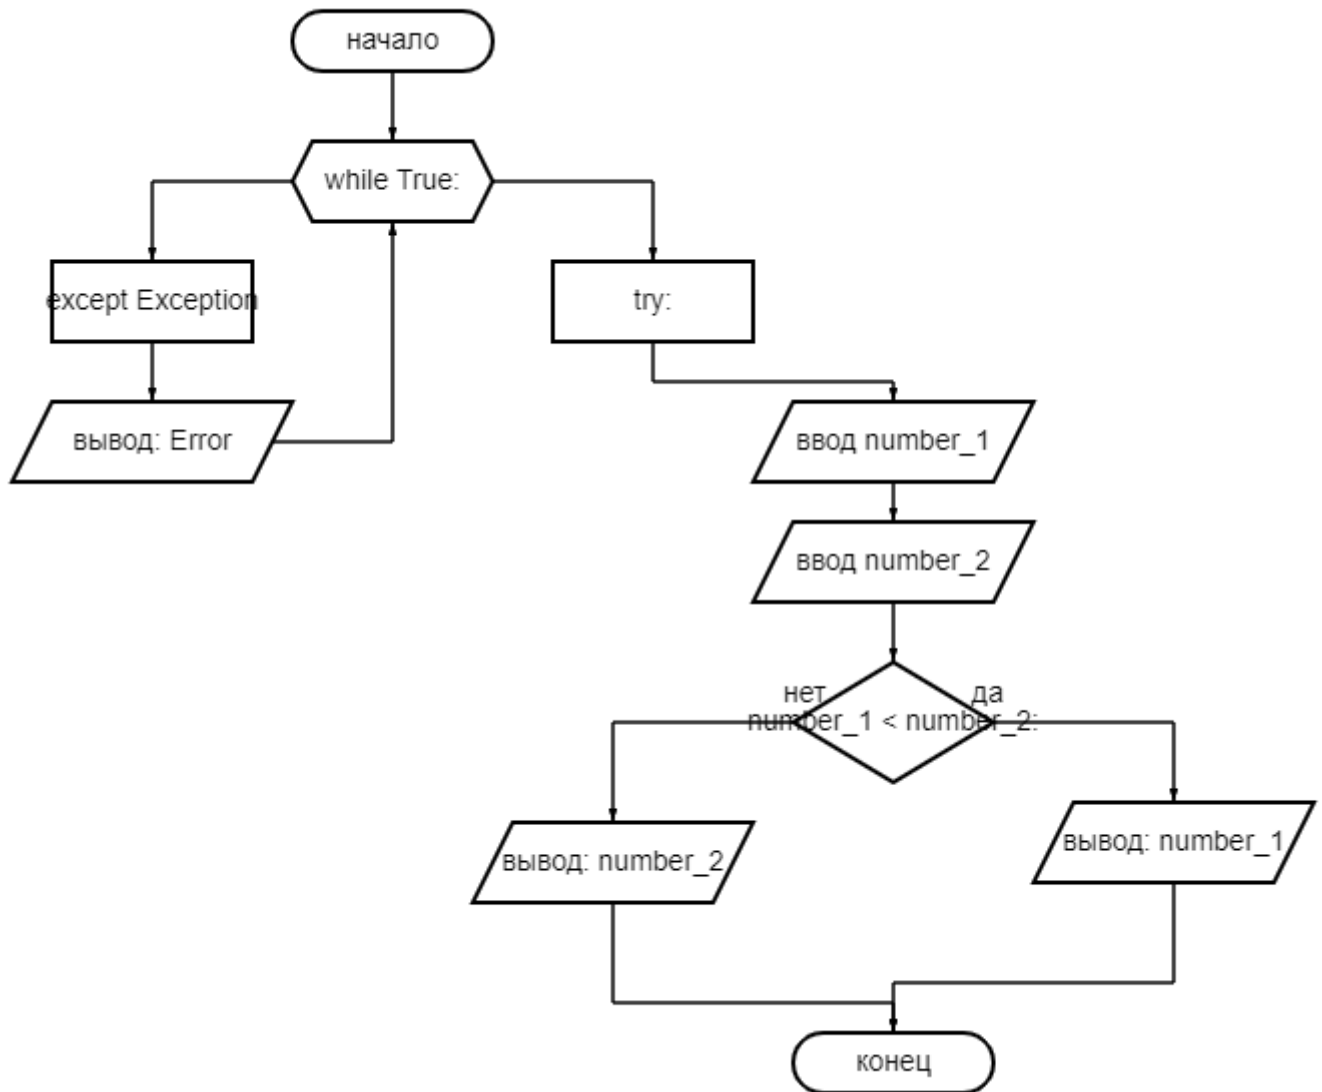 начало
while True:
except Exception
try:
вывод: Error
ввод number_1
ввод number_2
нет
да
number_1 < number_2:
вывод: number_2
вывод: number_1
конец